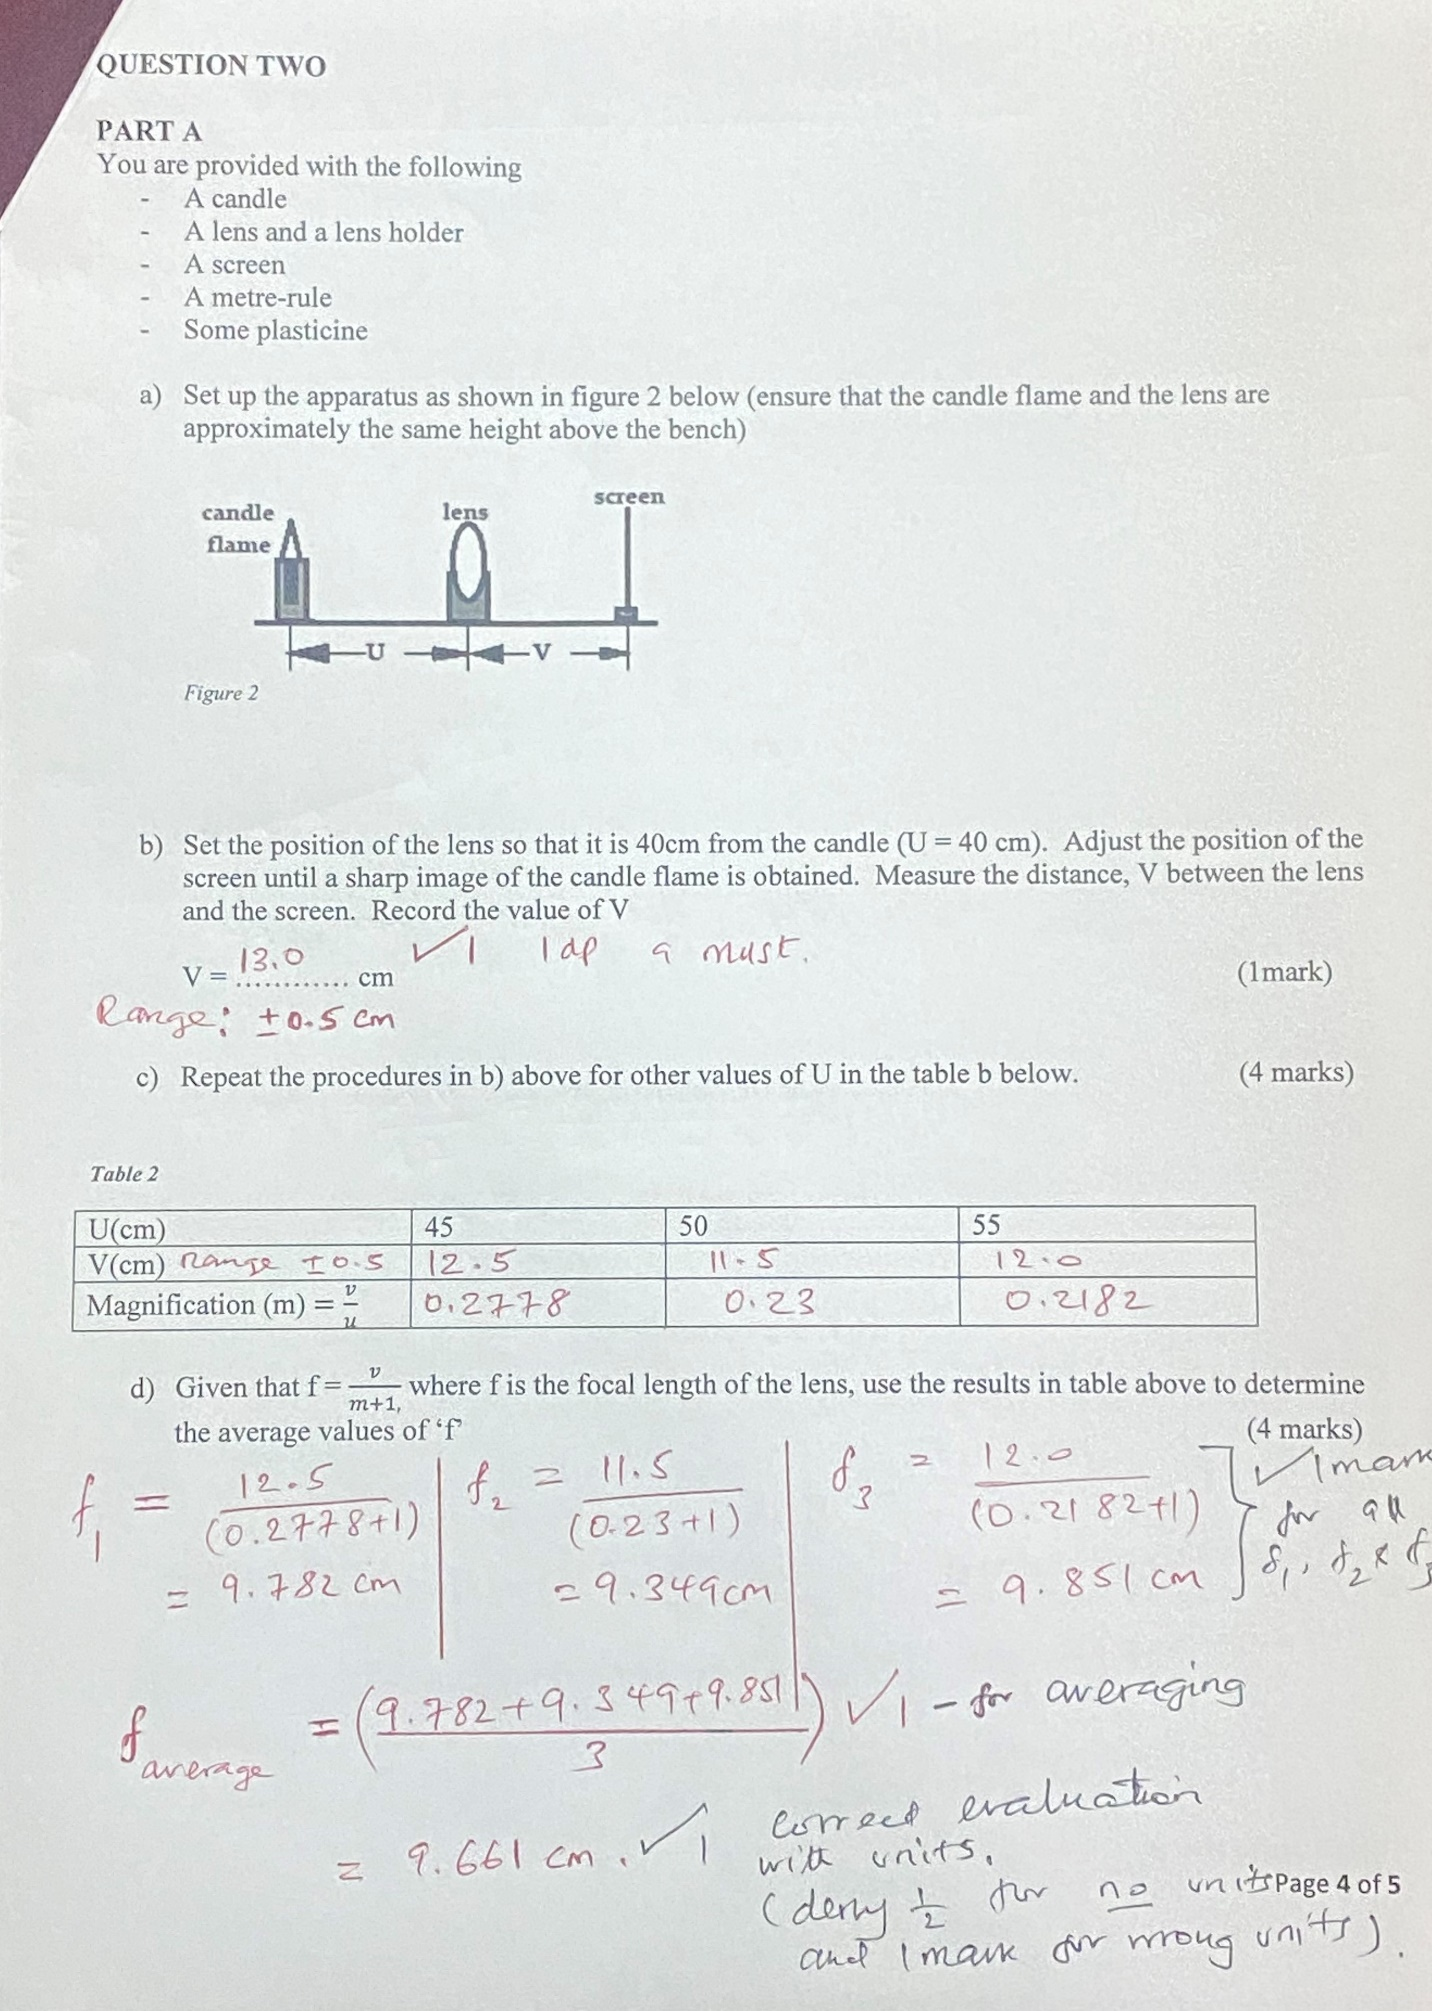 QUESTION TWO
PART A
You are provided with the following
- A candle
- A lens and a lens holder
- A screen
- A metre-rule
- Some plasticine
a) Set up the apparatus as shown in figure 2 below (ensure that the candle flame and the lens are
approximately the same height above the bench)
candle
flame
lens
screen
U
V
Figure 2
b) Set the position of the lens so that it is 40cm from the candle (U = 40 cm). Adjust the position of the
screen until a sharp image of the candle flame is obtained. Measure the distance, V between the lens
and the screen. Record the value of V
V = 13.0 ............ cm ✓1 1dp a must. (1mark)
Range: ±0.5 cm
c) Repeat the procedures in b) above for other values of U in the table b below. (4 marks)
Table 2
U(cm) 45 50 55
V(cm) Range ±0.5 12.5 11.5 12.0
Magnification (m) = v/u 0.2778 0.23 0.2182
d) Given that f = v/m+1, where f is the focal length of the lens, use the results in table above to determine
the average values of 'f' (4 marks)
f₁ = 12.5/(0.2778+1) f₂ = 11.5/(0.23+1) f₃ = 12.0/(0.2182+1) ✓1mark
for all
f₁, f₂ & f₃
= 9.782 cm = 9.349cm = 9.851 cm
f average = (9.782+9.349+9.851/3) ✓1 - for averaging
= 9.661 cm. ✓1 correct evaluation
with units.
(deny 1/2 for no units
and 1 mark for wrong units).
Page 4 of 5